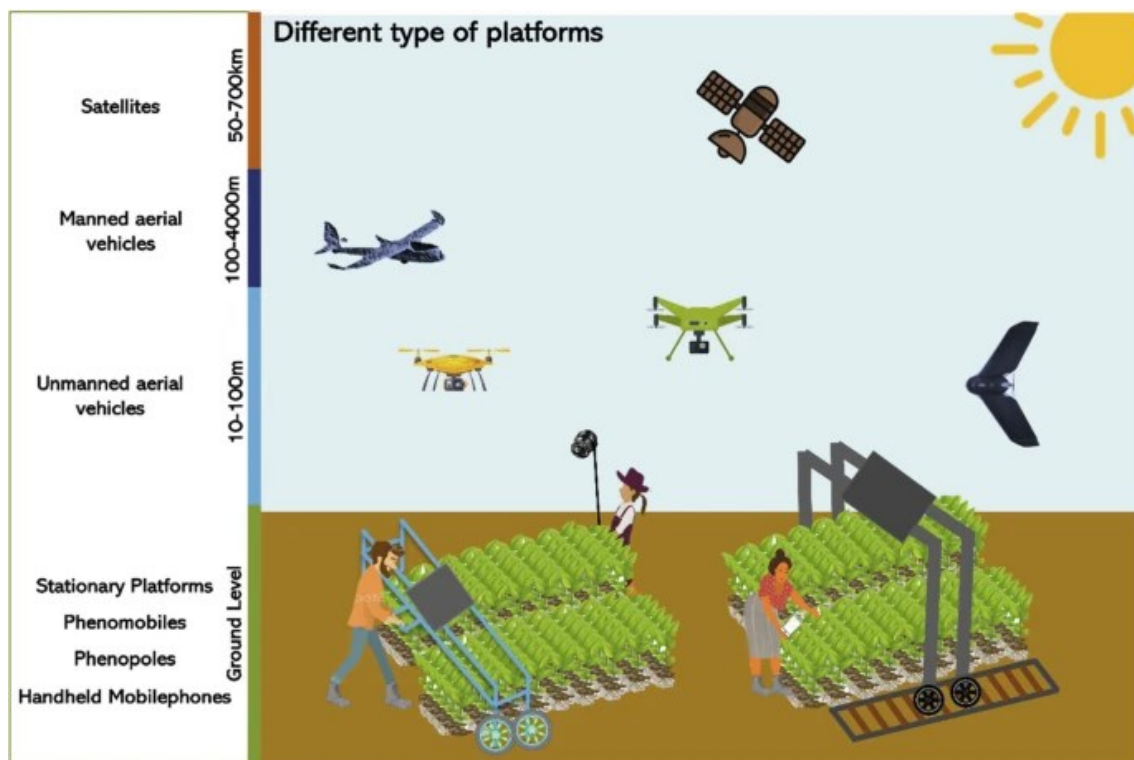 Different type of platforms
Satellites
50-700km
Manned aerial
vehicles
100-4000m
Unmanned aerial
vehicles
10-100m
Stationary Platforms
Phenomobiles
Phenopoles
Handheld Mobilephones
Ground Level